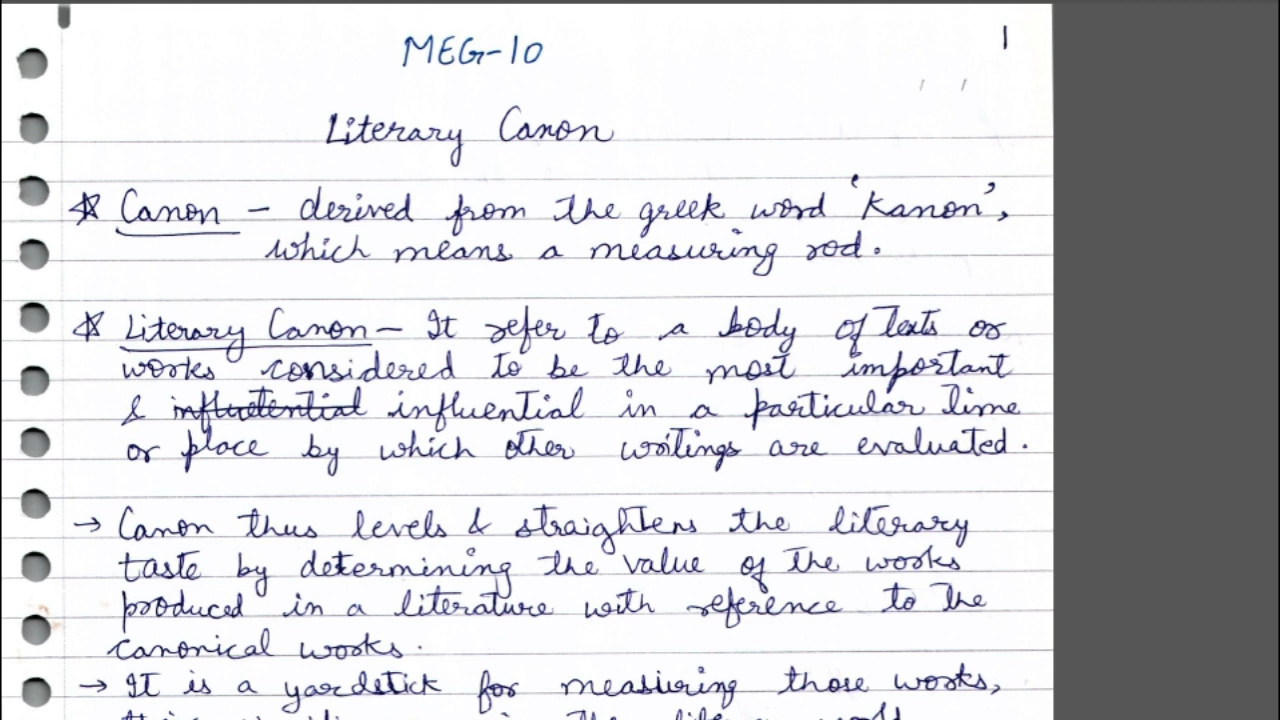 MEG-10
1
Literary Canon
☆ Canon - derived from the greek word 'Kanon',
which means a measuring rod.
☆ Literary Canon - It refer to a body of Texts or
works considered to be the most important
& influetential influential in a particular time
or place by which other writings are evaluated.
→ Canon thus levels & straightens the literary
taste by determining the value of the works
produced in a literature with reference to the
canonical works.
→ It is a yardstick for measuring those works,
in the